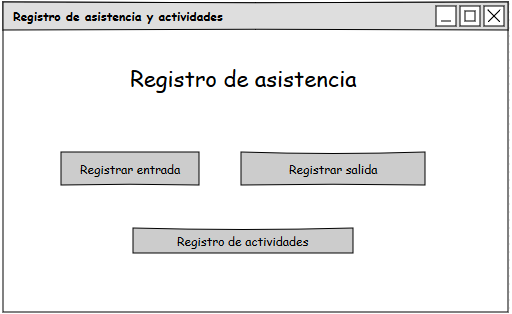 Registro de asistencia y actividades
Registro de asistencia
Registrar entrada
Registrar salida
Registro de actividades